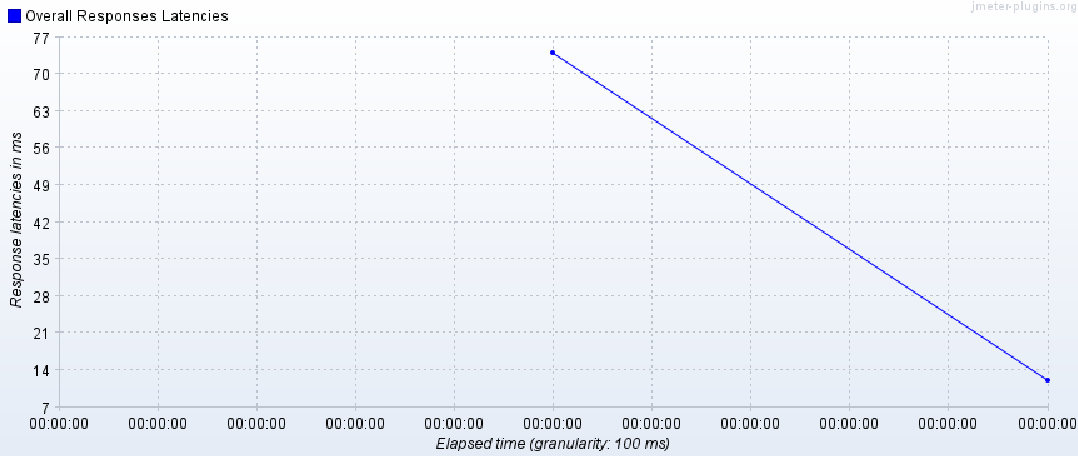 jmeter-plugins.org
Overall Responses Latencies
77
70
63
56
49
42
35
28
21
14
7
Response latencies in ms
00:00:00 00:00:00 00:00:00 00:00:00 00:00:00 00:00:00 00:00:00 00:00:00 00:00:00 00:00:00 00:00:00
Elapsed time (granularity: 100 ms)